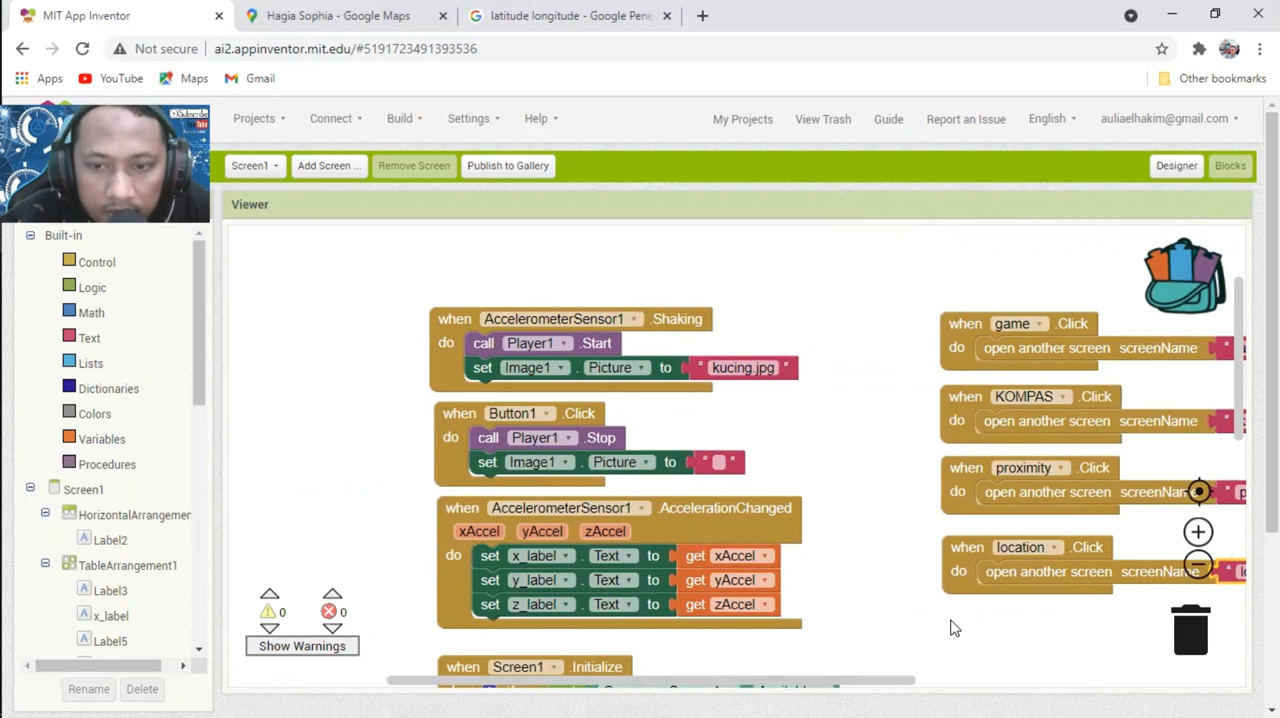 MIT App Inventor
Hagia Sophia - Google Maps
latitude longitude - Google Pene
Not secure
ai2.appinventor.mit.edu/#5191723491393536
Apps
YouTube
Maps
Gmail
Other bookmarks
Subscribe
Projects
Connect
Build
Settings
Help
My Projects
View Trash
Guide
Report an Issue
English
auliaelhakim@gmail.com
Screen1
Add Screen ...
Remove Screen
Publish to Gallery
Designer
Blocks
Viewer
Built-in
Control
Logic
Math
Text
Lists
Dictionaries
Colors
Variables
Procedures
Screen1
HorizontalArrangemen
Label2
TableArrangement1
Label3
x_label
Label5
Rename
Delete
when AccelerometerSensor1 .Shaking
do call Player1 .Start
set Image1 . Picture to " kucing.jpg "
when Button1 .Click
do call Player1 .Stop
set Image1 . Picture to " "
when AccelerometerSensor1 .AccelerationChanged
xAccel yAccel zAccel
do set x_label . Text to get xAccel
set y_label . Text to get yAccel
set z_label . Text to get zAccel
when Screen1 .Initialize
when game .Click
do open another screen screenName "
when KOMPAS .Click
do open another screen screenName "
when proximity .Click
do open another screen screenName " p
when location .Click
do open another screen screenName " lo
0
0
Show Warnings